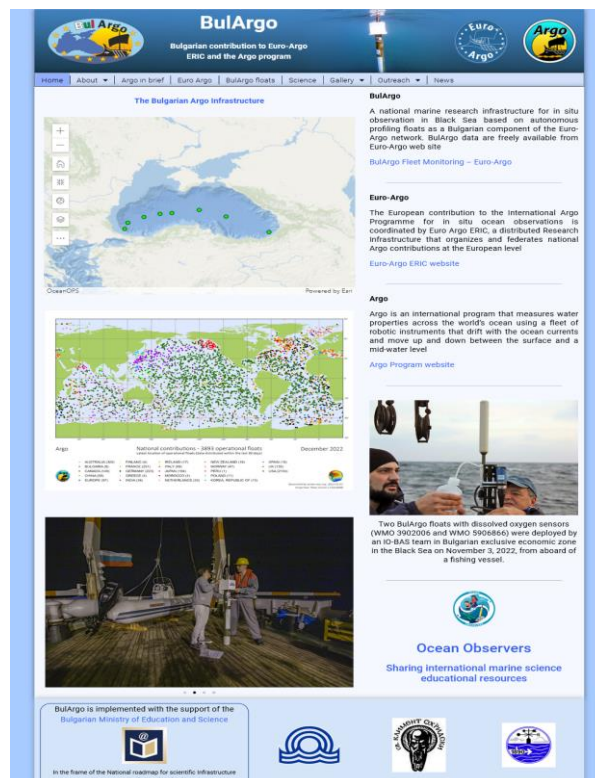 Bul Argo
BulArgo
Bulgarian contribution to Euro-Argo
ERIC and the Argo program
Euro
Argo
Argo
Home About Argo in brief Euro Argo BulArgo floats Science Gallery Outreach News
The Bulgarian Argo Infrastructure
OceanOPS
Powered by Esri
Argo
National contributions - 3893 operational floats
December 2022
BulArgo
A national marine research infrastructure for in situ
observation in Black Sea based on autonomous
profiling floats as a Bulgarian component of the Euro-
Argo network. BulArgo data are freely available from
Euro-Argo web site
BulArgo Fleet Monitoring – Euro-Argo
Euro-Argo
The European contribution to the International Argo
Programme for in situ ocean observations is
coordinated by Euro Argo ERIC, a distributed Research
Infrastructure that organizes and federates national
Argo contributions at the European level
Euro-Argo ERIC website
Argo
Argo is an international program that measures water
properties across the world's ocean using a fleet of
robotic instruments that drift with the ocean currents
and move up and down between the surface and a
mid-water level
Argo Program website
Two BulArgo floats with dissolved oxygen sensors
(WMO 3902006 and WMO 5906866) were deployed by
an IO-BAS team in Bulgarian exclusive economic zone
in the Black Sea on November 3, 2022, from aboard of
a fishing vessel.
Ocean Observers
Sharing international marine science
educational resources
BulArgo is implemented with the support of the
Bulgarian Ministry of Education and Science
In the frame of the National roadmap for scientific Infrastructure